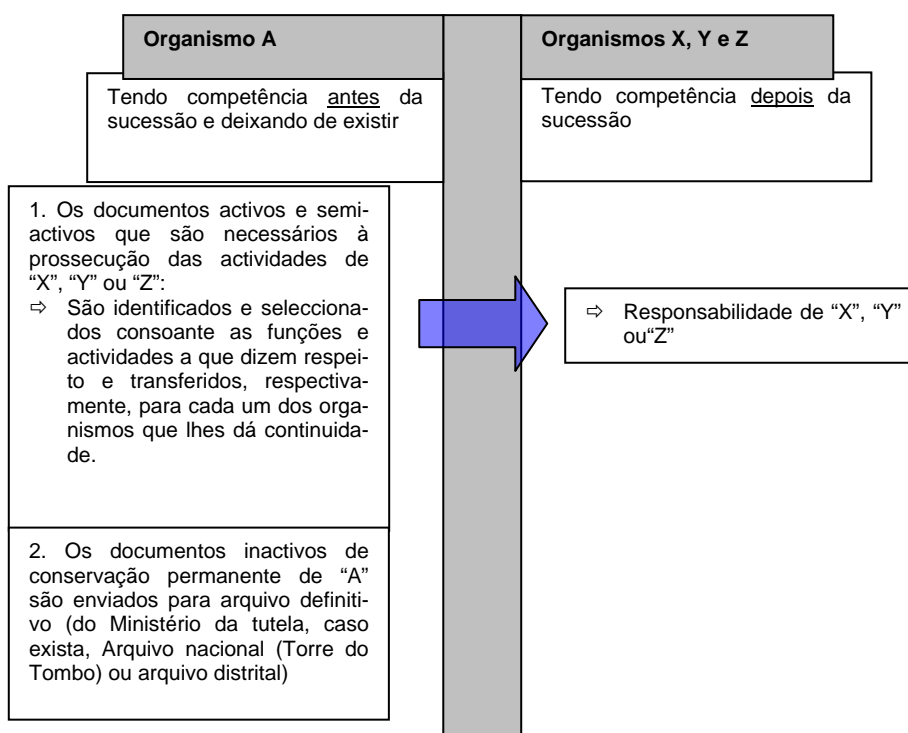 Organismo A
Organismos X, Y e Z
Tendo competência antes da
sucessão e deixando de existir
Tendo competência depois da
sucessão
1. Os documentos activos e semi-
activos que são necessários à
prossecução das actividades de
“X”, “Y” ou “Z”:
⇨ São identificados e selecciona-
dos consoante as funções e
actividades a que dizem respei-
to e transferidos, respectiva-
mente, para cada um dos orga-
nismos que lhes dá continuida-
de.
⇨ Responsabilidade de “X”, “Y”
ou“Z”
2. Os documentos inactivos de
conservação permanente de “A”
são enviados para arquivo definiti-
vo (do Ministério da tutela, caso
exista, Arquivo nacional (Torre do
Tombo) ou arquivo distrital)